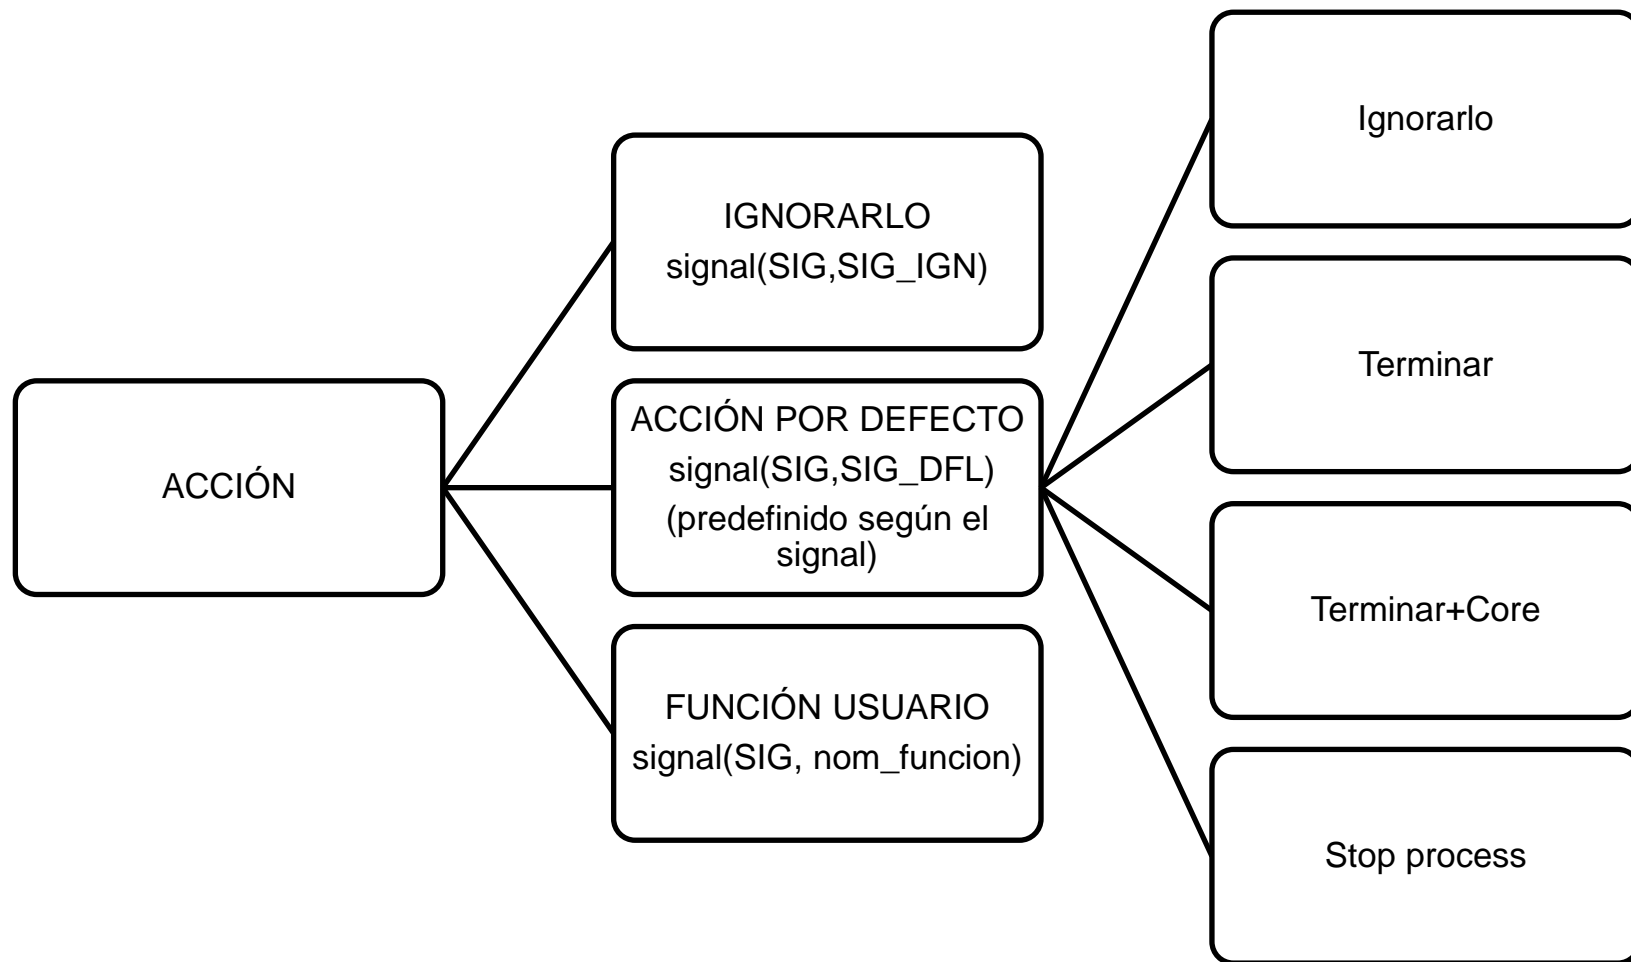 ACCIÓN
IGNORARLO
signal(SIG,SIG_IGN)
ACCIÓN POR DEFECTO
signal(SIG,SIG_DFL)
(predefinido según el
signal)
FUNCIÓN USUARIO
signal(SIG, nom_funcion)
Ignorarlo
Terminar
Terminar+Core
Stop process